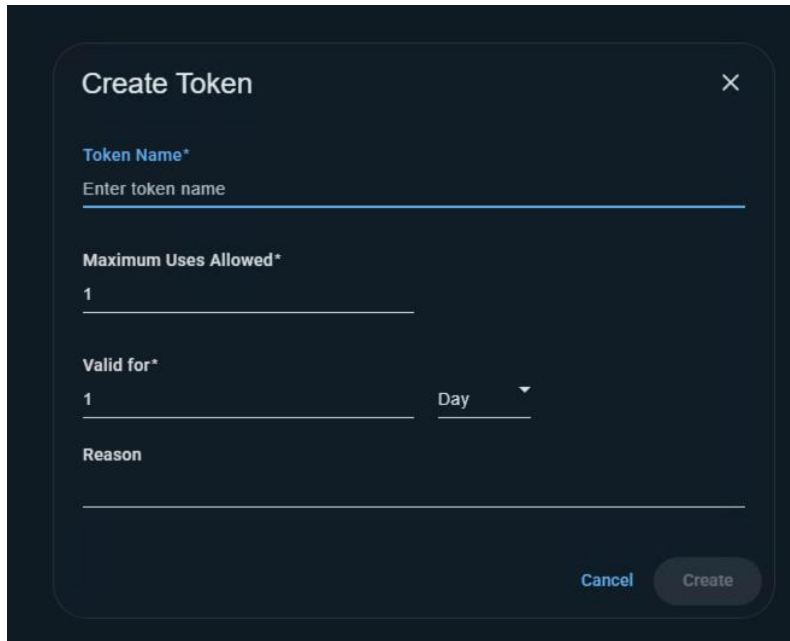 Create Token
Token Name*
Enter token name
Maximum Uses Allowed*
1
Valid for*
1 Day
Reason
Cancel Create